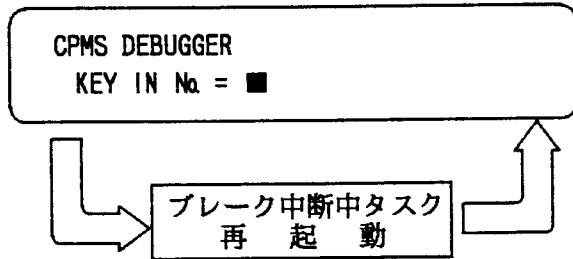 CPMS DEBUGGER
KEY IN No. = ■
ブレーク中断中タスク
再 起 動